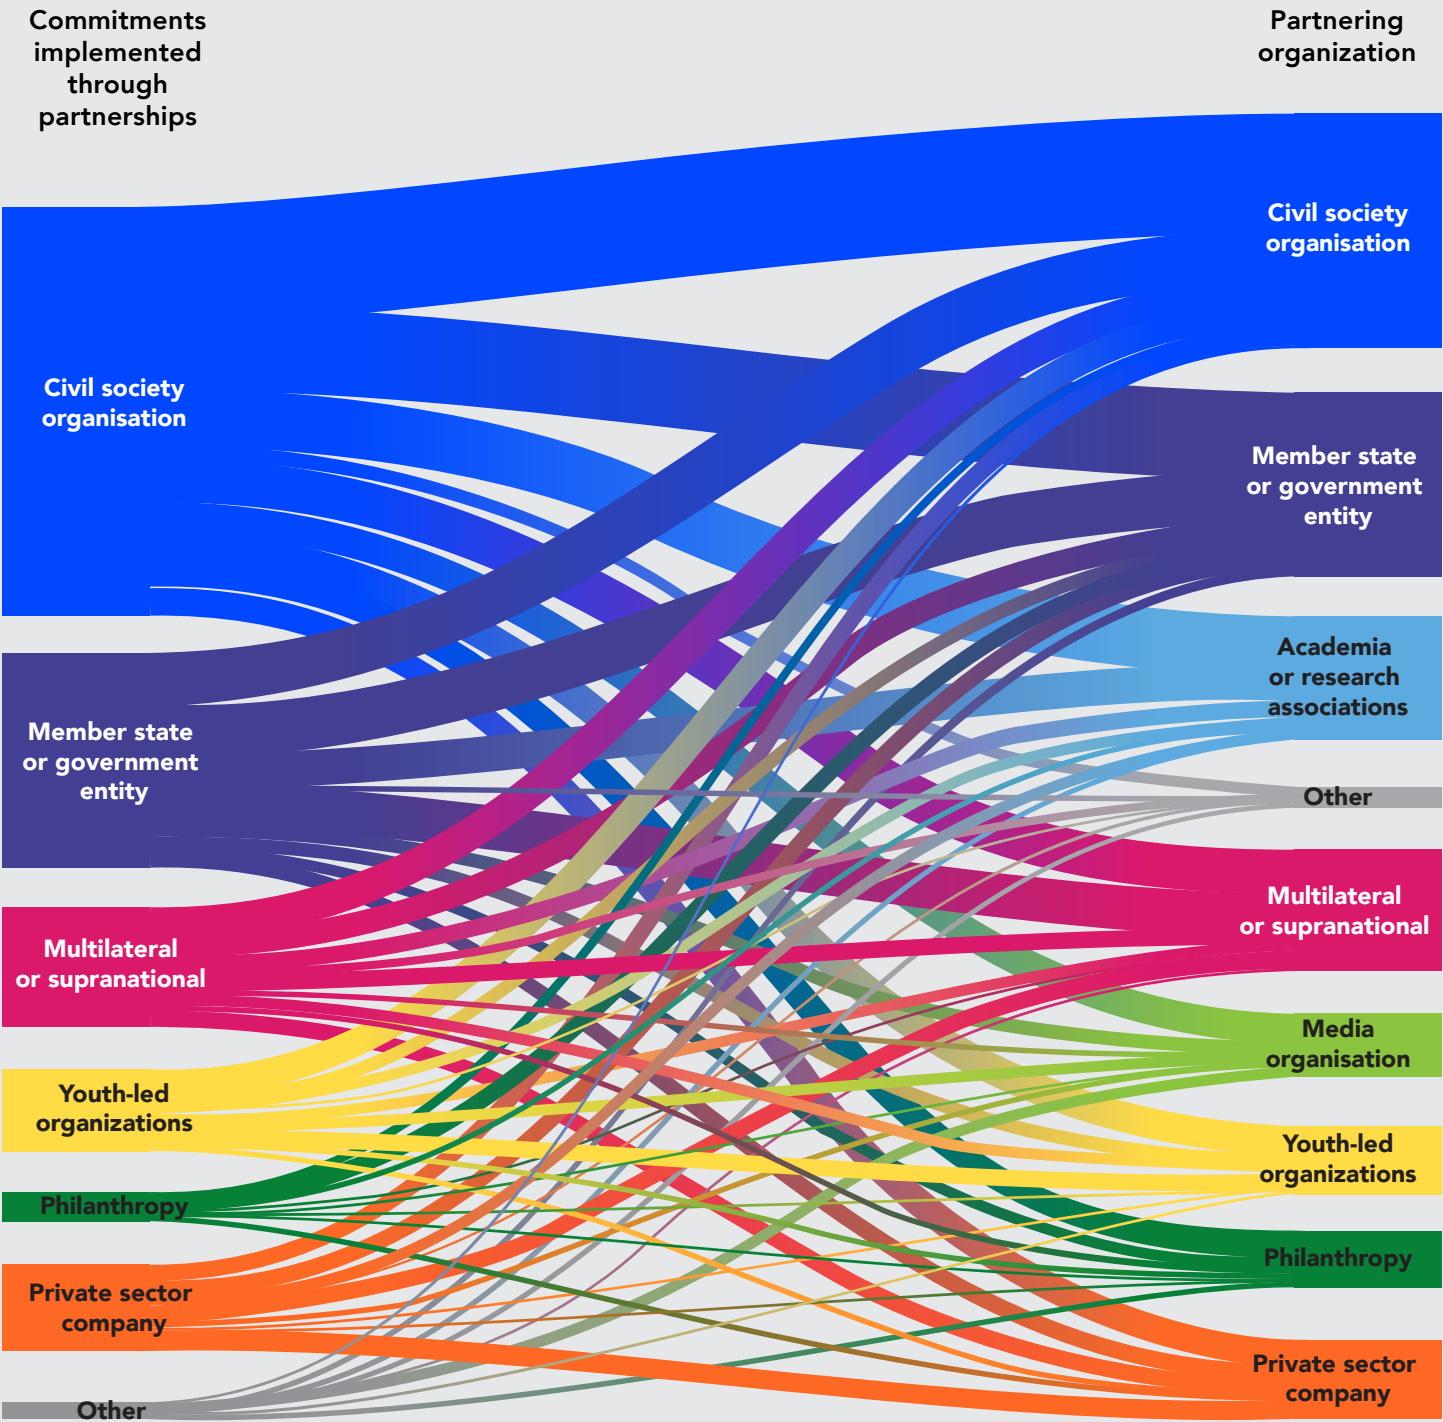 Commitments
implemented
through
partnerships
Partnering
organization
Civil society
organisation
Member state
or government
entity
Multilateral
or supranational
Youth-led
organizations
Philanthropy
Private sector
company
Other
Civil society
organisation
Member state
or government
entity
Academia
or research
associations
Other
Multilateral
or supranational
Media
organisation
Youth-led
organizations
Philanthropy
Private sector
company